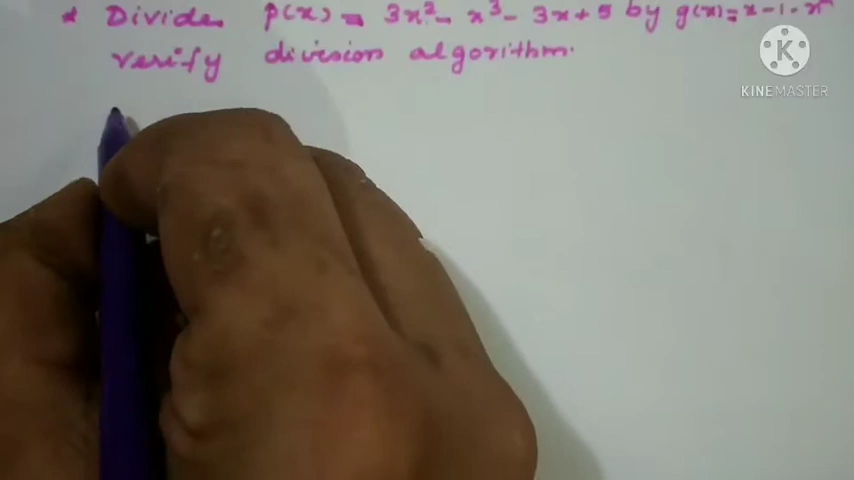 * Divide p(x) = 3x² - x³ - 3x + 5 by g(x) = x - 1 - x²
verify division algorithm.
K
KINEMASTER